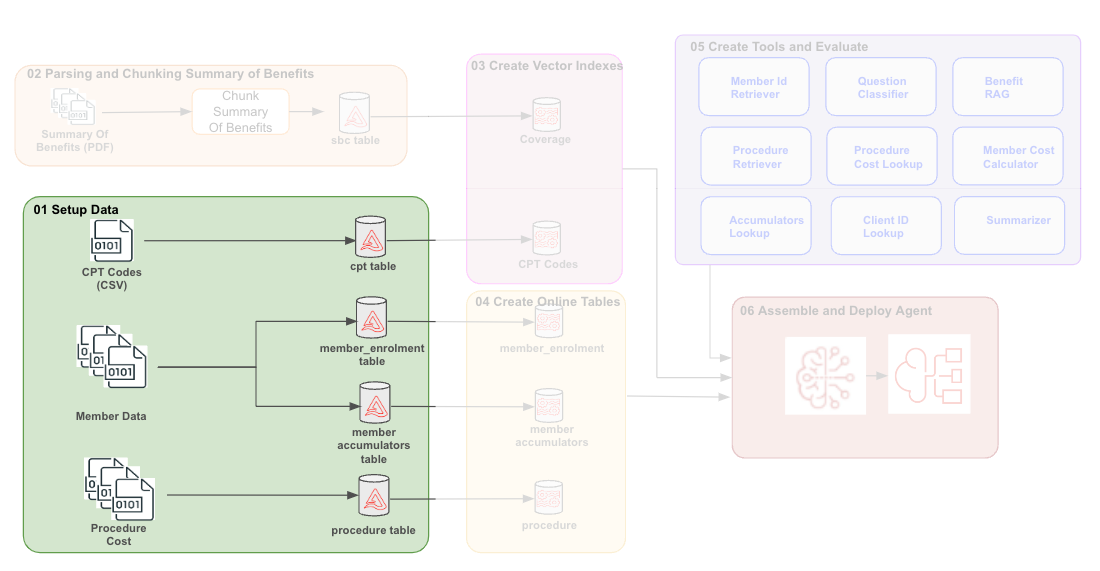 02 Parsing and Chunking Summary of Benefits
Summary Of
Benefits (PDF)
Chunk
Summary
Of Benefits
sbc table
03 Create Vector Indexes
Coverage
CPT Codes
05 Create Tools and Evaluate
Member Id
Retriever
Question
Classifier
Benefit
RAG
Procedure
Retriever
Procedure
Cost Lookup
Member Cost
Calculator
Accumulators
Lookup
Client ID
Lookup
Summarizer
01 Setup Data
0101
CPT Codes
(CSV)
cpt table
0101
Member Data
member_enrolment
table
member
accumulators
table
0101
Procedure
Cost
procedure table
04 Create Online Tables
member_enrolment
member
accumulators
procedure
06 Assemble and Deploy Agent